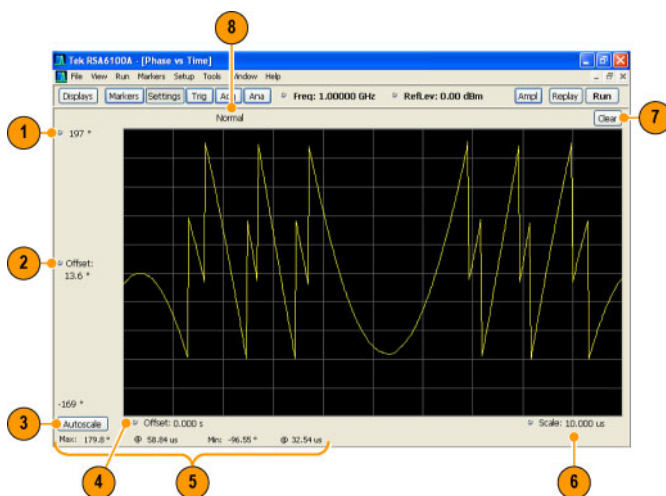 8
Tek RSA6100A - [Phase vs Time]
File View Run Markers Setup Tools Window Help
Displays Markers Settings Trig Acq Ana Freq: 1.00000 GHz RefLev: 0.00 dBm Ampl Replay Run
Normal
Clear
7
1
197 °
2
Offset:
13.6 °
-169 °
3
Autoscale
Offset: 0.000 s
Scale: 10.000 us
Max: 179.8 ° @ 58.84 us Min: -96.55 ° @ 32.54 us
4
5
6